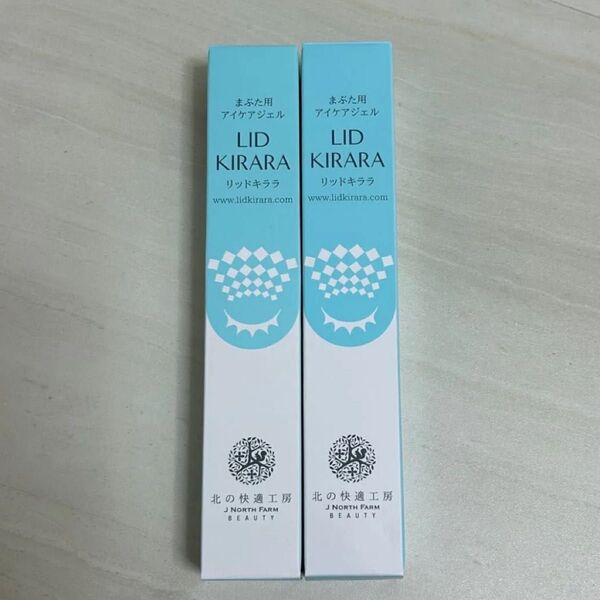 まぶた用
アイケアジェル
LID
KIRARA
リッドキララ
www.lidkirara.com
北の快適工房
J NORTH FARM
BEAUTY
まぶた用
アイケアジェル
LID
KIRARA
リッドキララ
www.lidkirara.com
北の快適工房
J NORTH FARM
BEAUTY